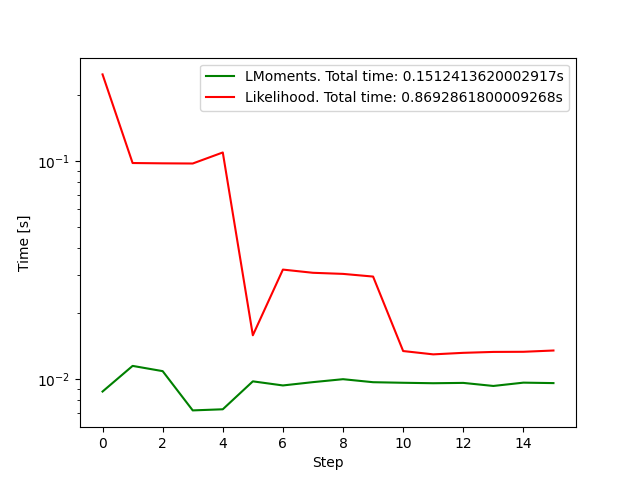 LMoments. Total time: 0.1512413620002917s
Likelihood. Total time: 0.8692861800009268s
Time [s]
10⁻¹
10⁻²
0 2 4 6 8 10 12 14
Step